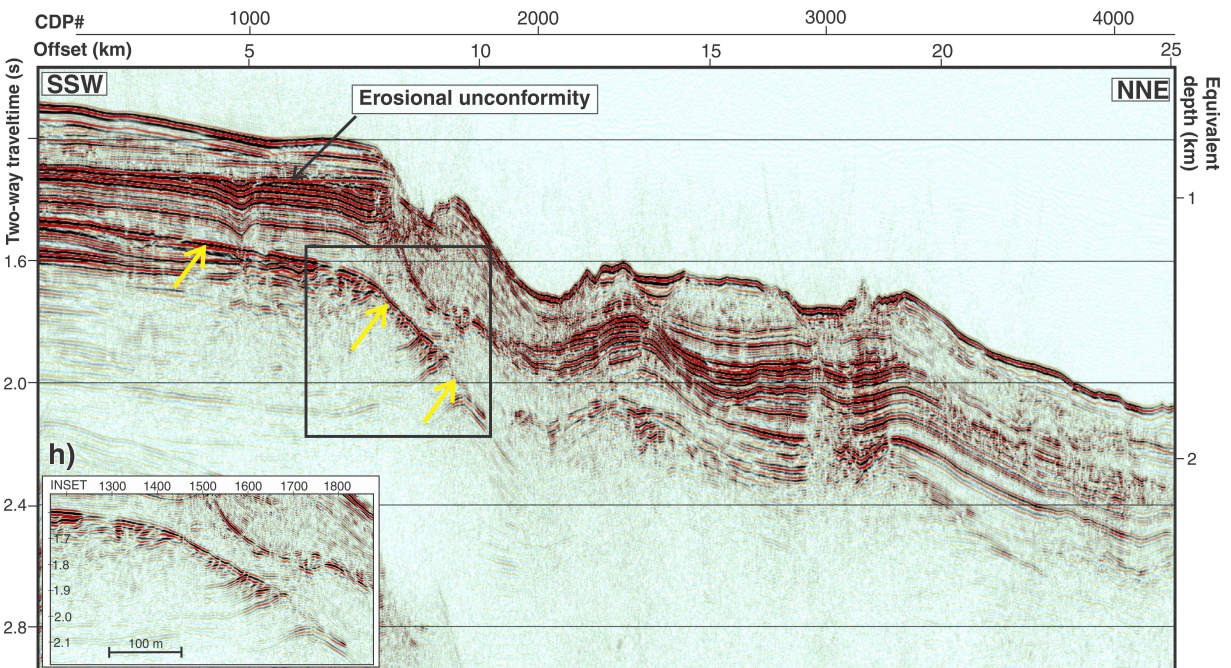 CDP# 1000 2000 3000 4000
Offset (km) 5 10 15 20 25
SSW
NNE
Erosional unconformity
Two-way traveltime (s)
1.6
2.0
2.4
2.8
Equivalent
depth (km)
1
2
h)
INSET 1300 1400 1500 1600 1700 1800
1.7
1.8
1.9
2.0
2.1
100 m